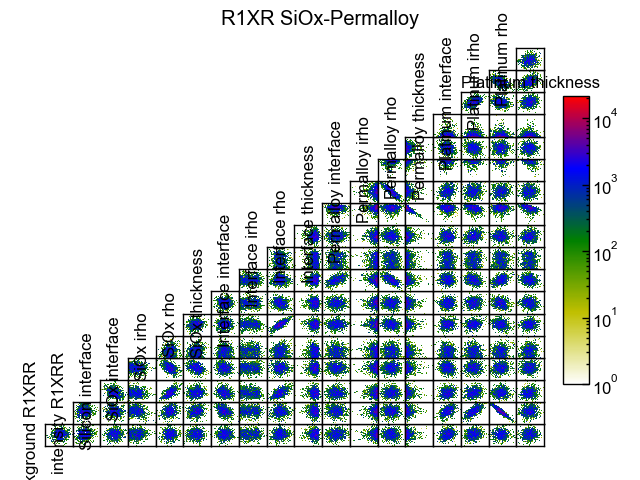 R1XR SiOx-Permalloy
kground R1XRR
intensity R1XRR
Silicon interface
SiOx interface
SiOx irho
SiOx rho
SiOx thickness
Interface interface
Interface irho
Interface rho
Interface thickness
Permalloy interface
Permalloy irho
Permalloy rho
Permalloy thickness
Platinum interface
Platinum irho
Platinum rho
Platinum thickness
10^4
10^3
10^2
10^1
10^0